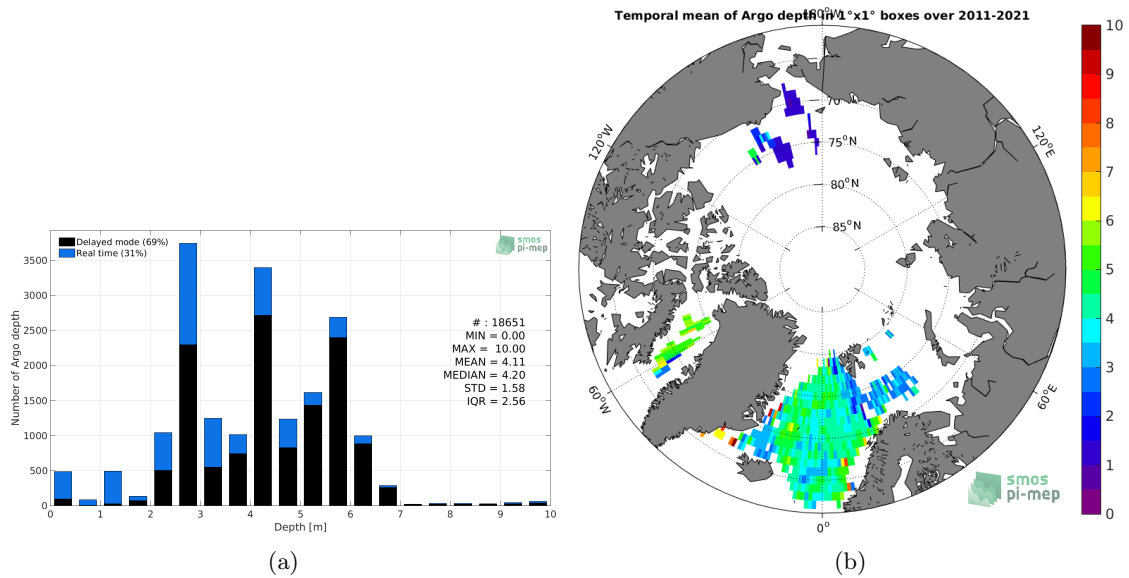 Delayed mode (69%)
Real time (31%)
smos
pi-mep
# : 18651
MIN = 0.00
MAX = 10.00
MEAN = 4.11
MEDIAN = 4.20
STD = 1.58
IQR = 2.56
Number of Argo depth
3500
3000
2500
2000
1500
1000
500
0
0 1 2 3 4 5 6 7 8 9 10
Depth [m]
(a)
Temporal mean of Argo depth in 1°x1° boxes over 2011-2021
180°W
120°W
120°E
60°W
60°E
0°
70°N
75°N
80°N
85°N
smos
pi-mep
10
9
8
7
6
5
4
3
2
1
0
(b)